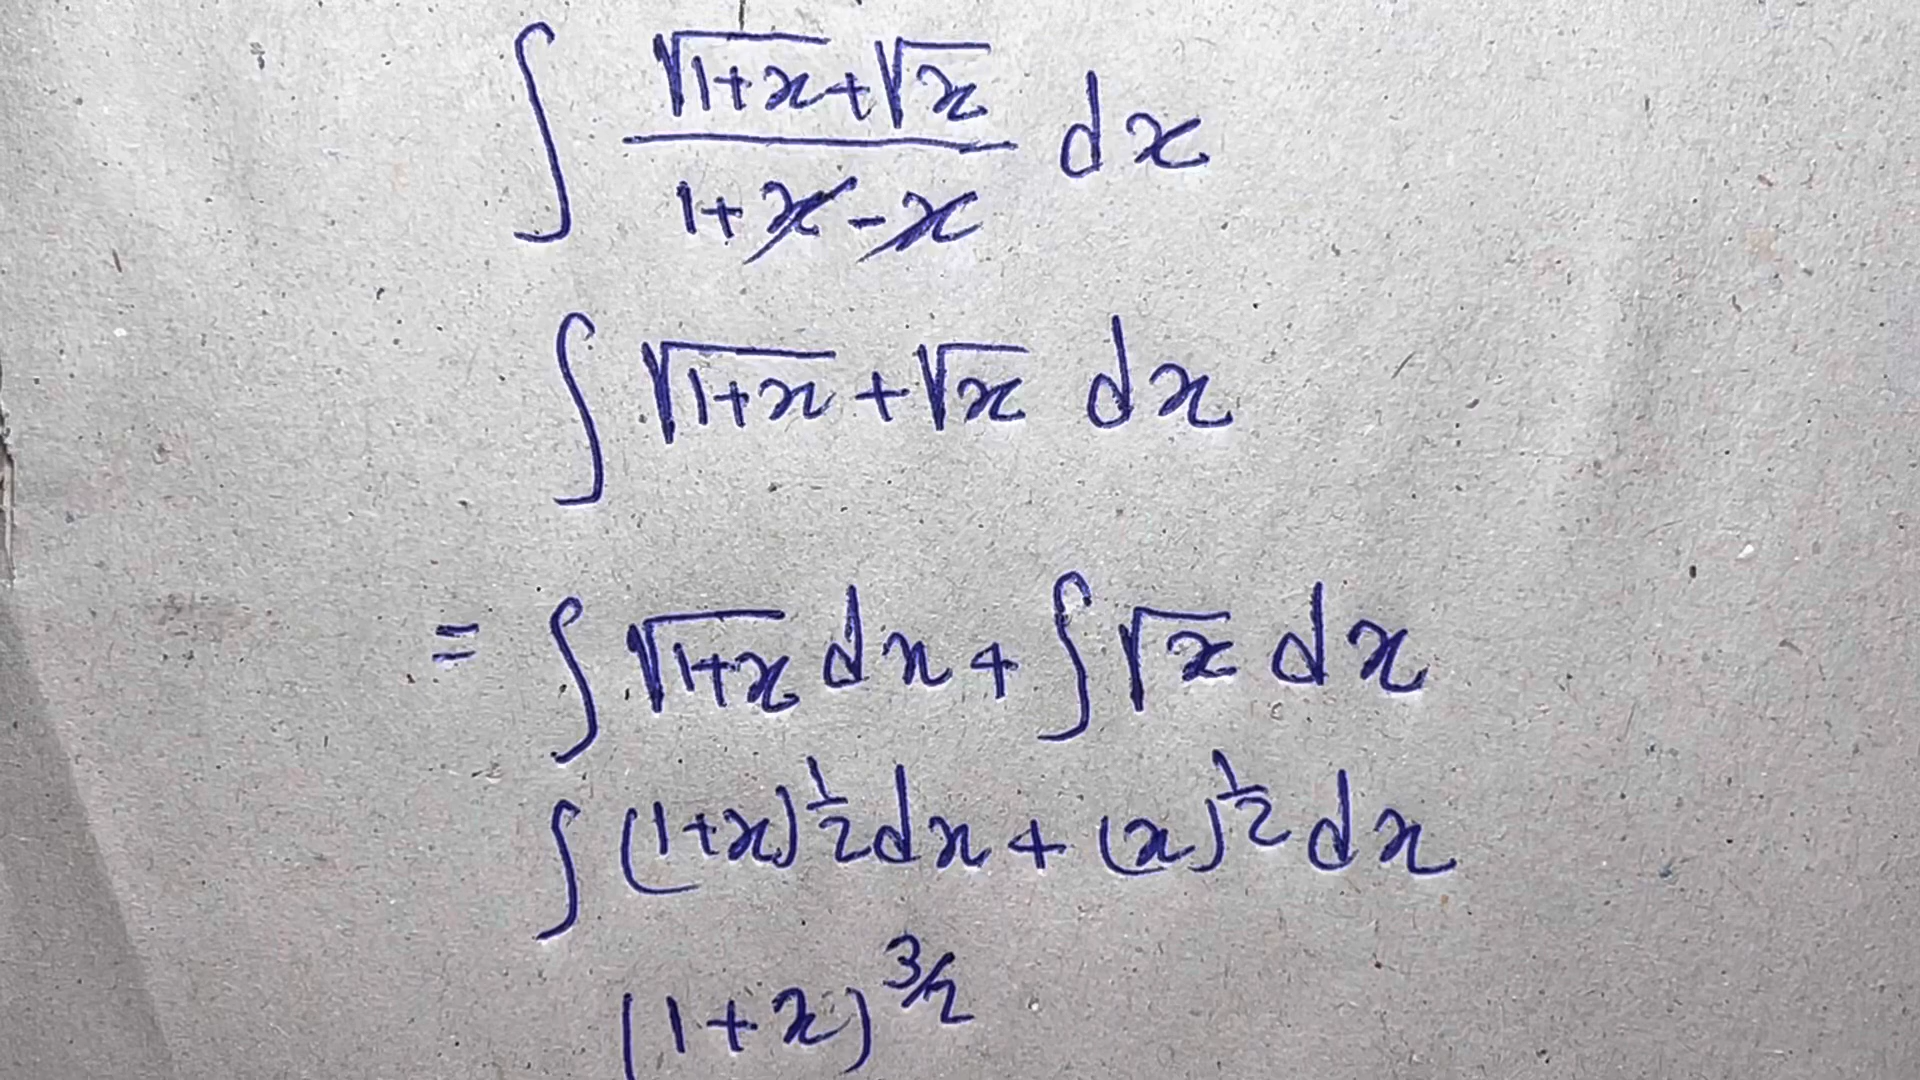 ∫ (√(1+x) + √x) / (1+x-x) dx
∫ √(1+x) + √x dx
= ∫ √(1+x) dx + ∫ √x dx
∫ (1+x)^(1/2) dx + (x)^(1/2) dx
(1+x)^(3/2)